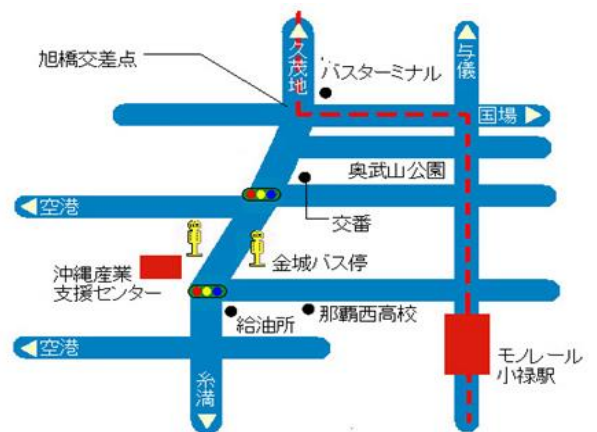 久茂地
与儀
旭橋交差点
バスターミナル
国場
奥武山公園
空港
交番
沖縄産業
支援センター
金城バス停
給油所
那覇西高校
空港
モノレール
小禄駅
糸満